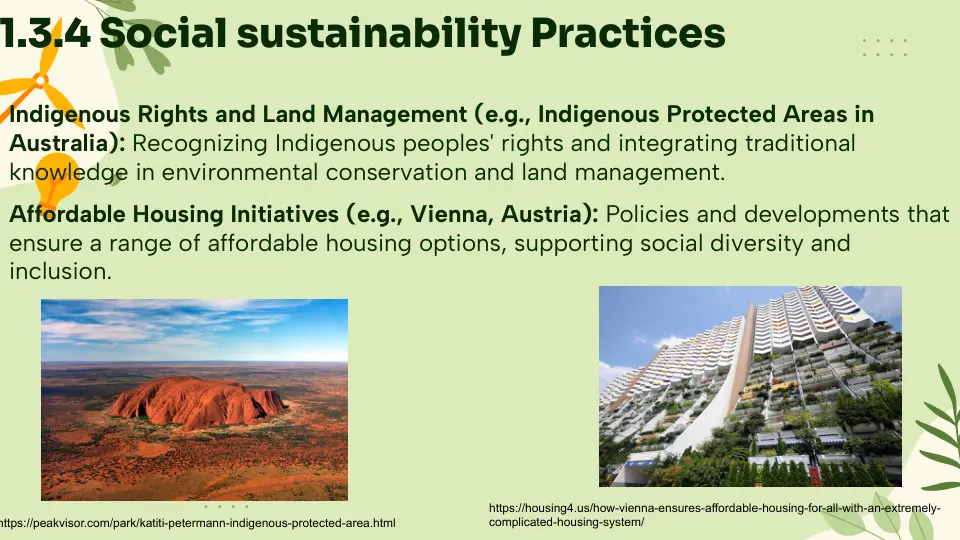 1.3.4 Social sustainability Practices
Indigenous Rights and Land Management (e.g., Indigenous Protected Areas in
Australia): Recognizing Indigenous peoples' rights and integrating traditional
knowledge in environmental conservation and land management.
Affordable Housing Initiatives (e.g., Vienna, Austria): Policies and developments that
ensure a range of affordable housing options, supporting social diversity and
inclusion.
https://peakvisor.com/park/katiti-petermann-indigenous-protected-area.html
https://housing4.us/how-vienna-ensures-affordable-housing-for-all-with-an-extremely-
complicated-housing-system/